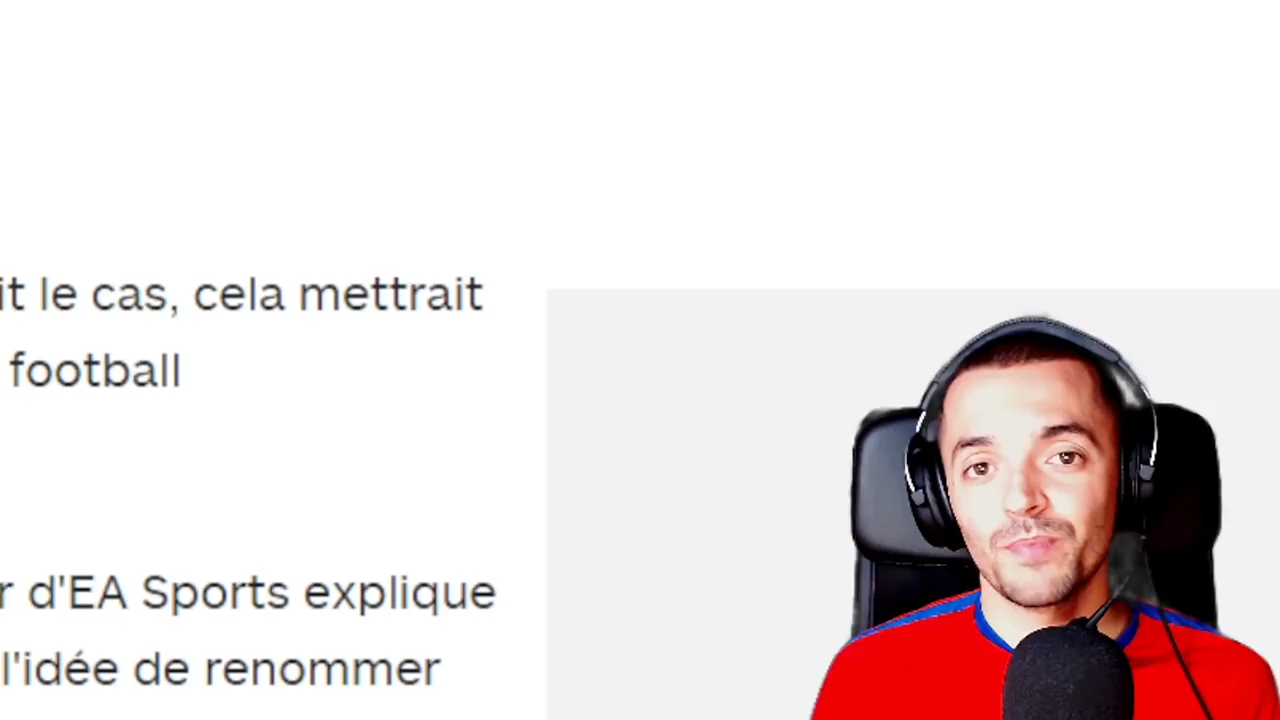 it le cas, cela mettrait
football
r d'EA Sports explique
l'idée de renommer